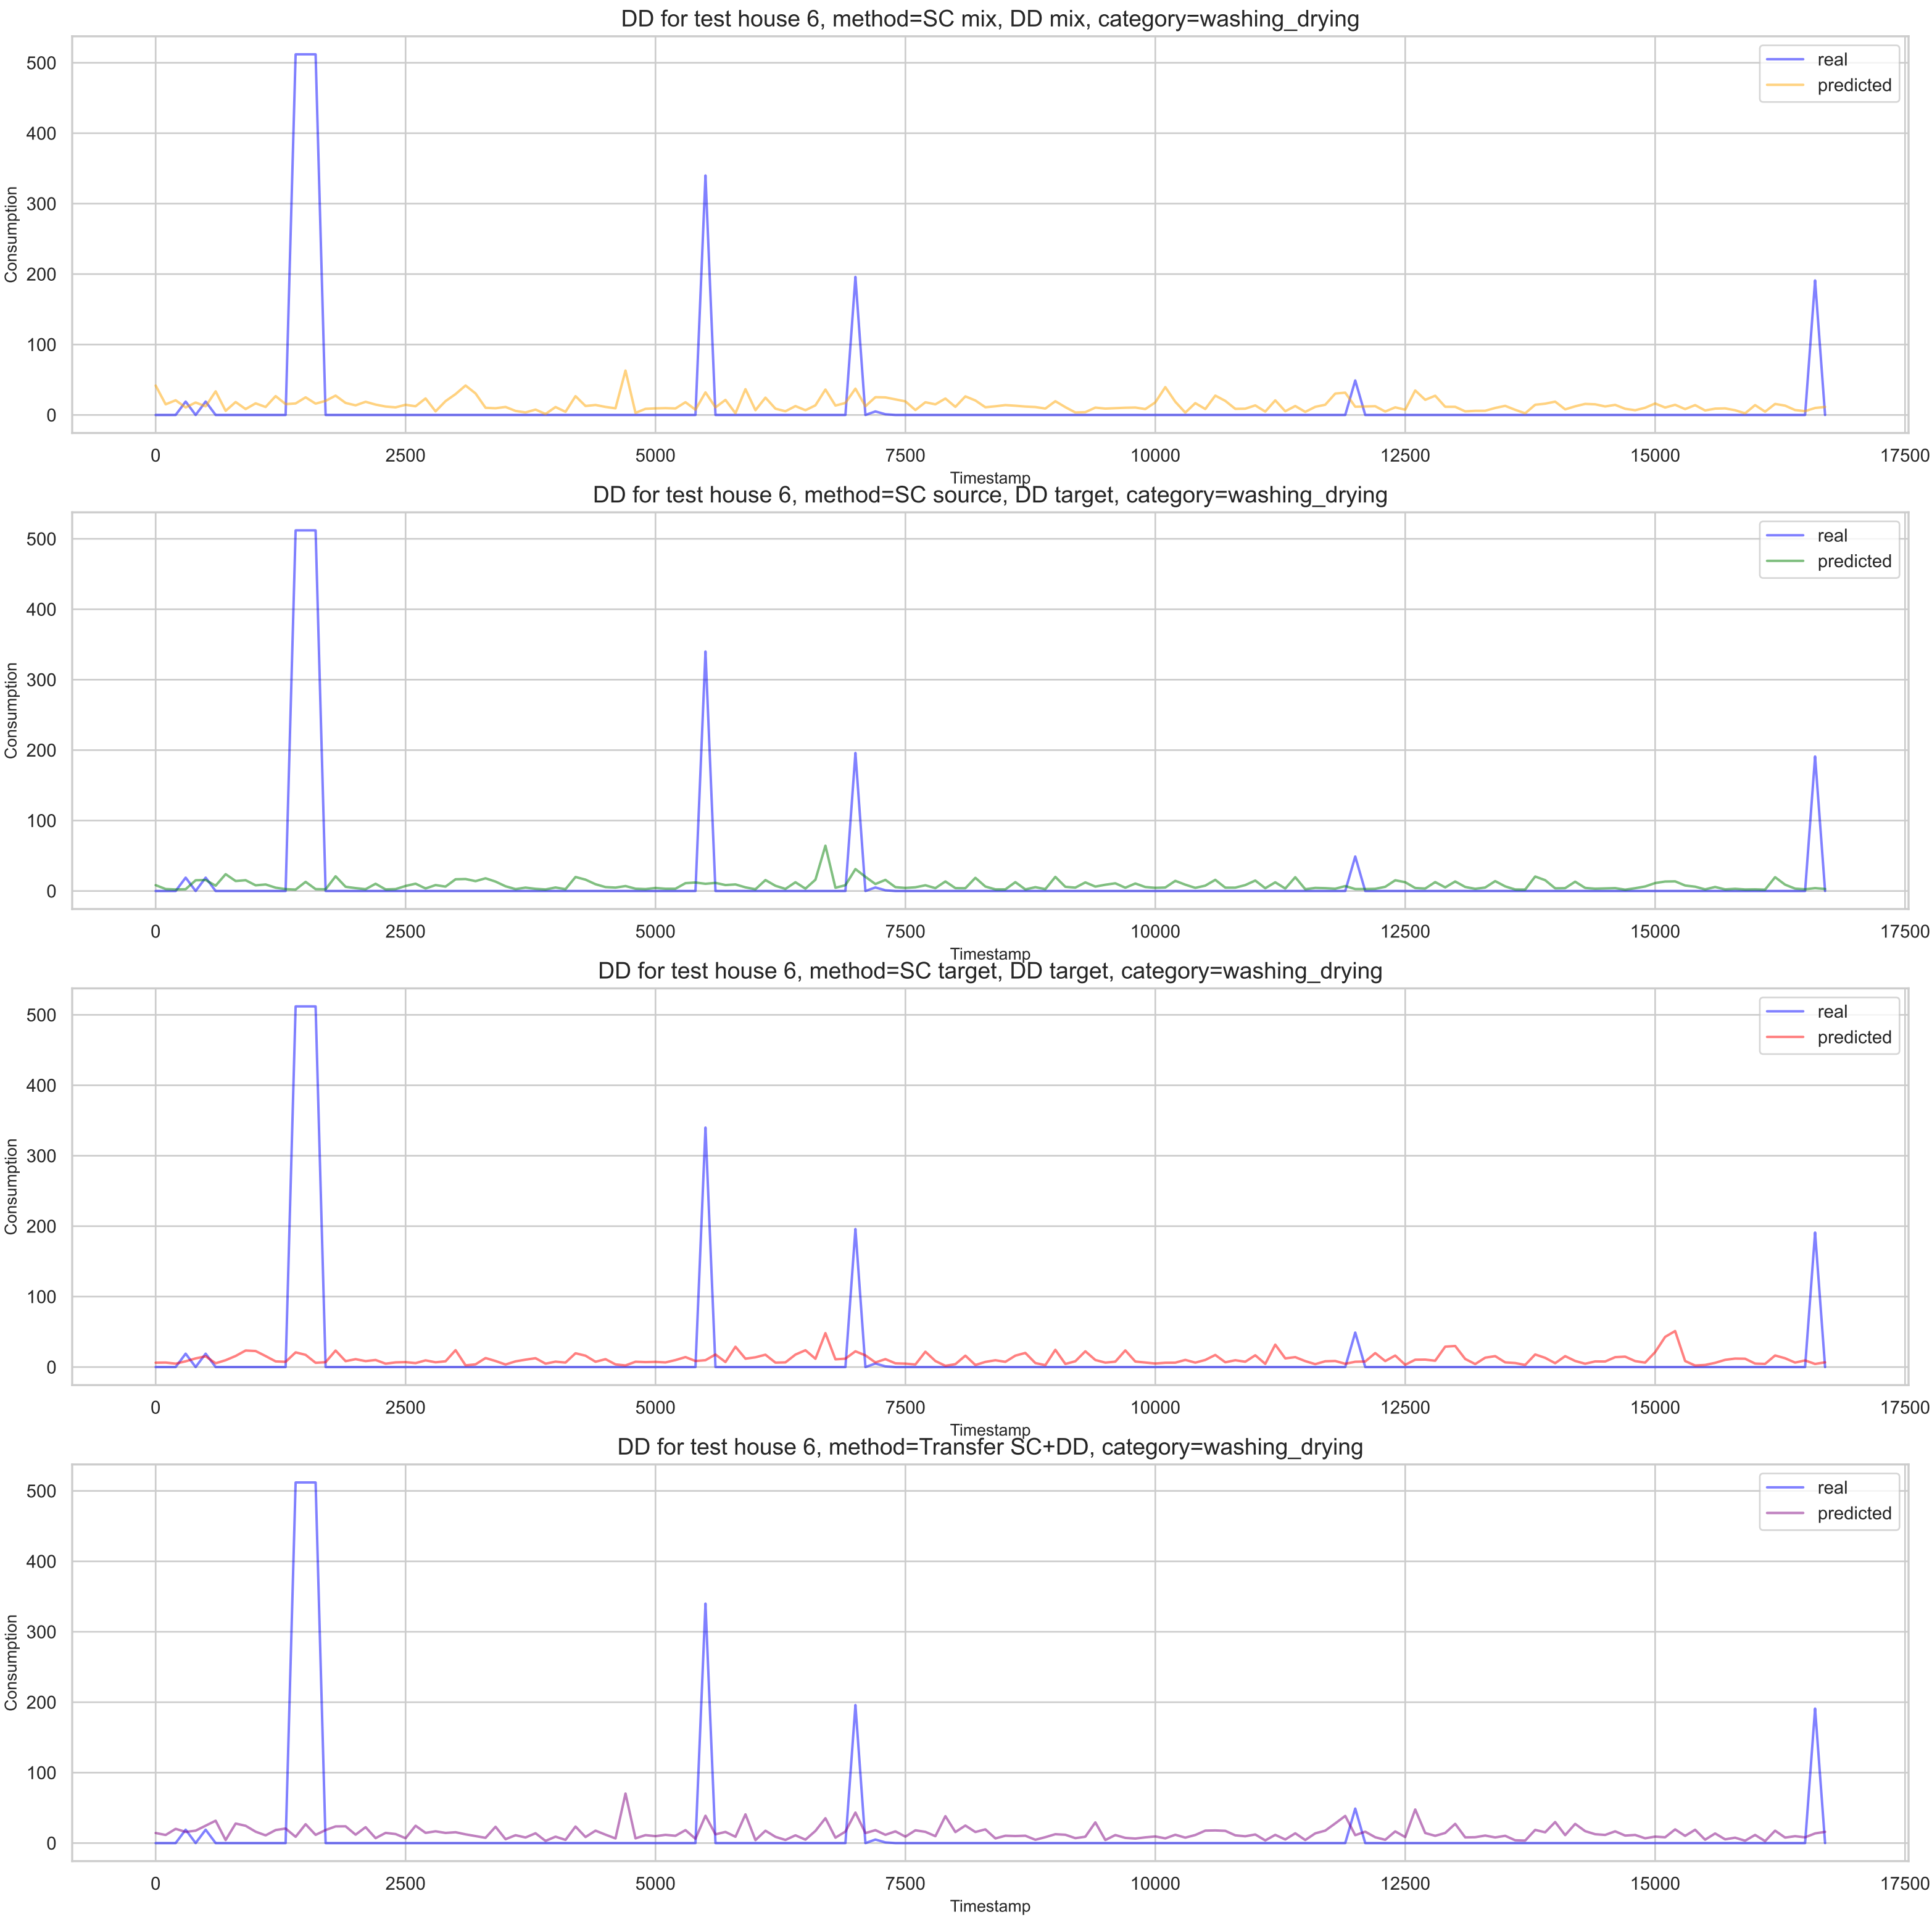 DD for test house 6, method=SC mix, DD mix, category=washing_drying
500
400
300
200
100
0
Consumption
real
predicted
0 2500 5000 7500 10000 12500 15000 17500
Timestamp
DD for test house 6, method=SC source, DD target, category=washing_drying
500
400
300
200
100
0
Consumption
real
predicted
0 2500 5000 7500 10000 12500 15000 17500
Timestamp
DD for test house 6, method=SC target, DD target, category=washing_drying
500
400
300
200
100
0
Consumption
real
predicted
0 2500 5000 7500 10000 12500 15000 17500
Timestamp
DD for test house 6, method=Transfer SC+DD, category=washing_drying
500
400
300
200
100
0
Consumption
real
predicted
0 2500 5000 7500 10000 12500 15000 17500
Timestamp